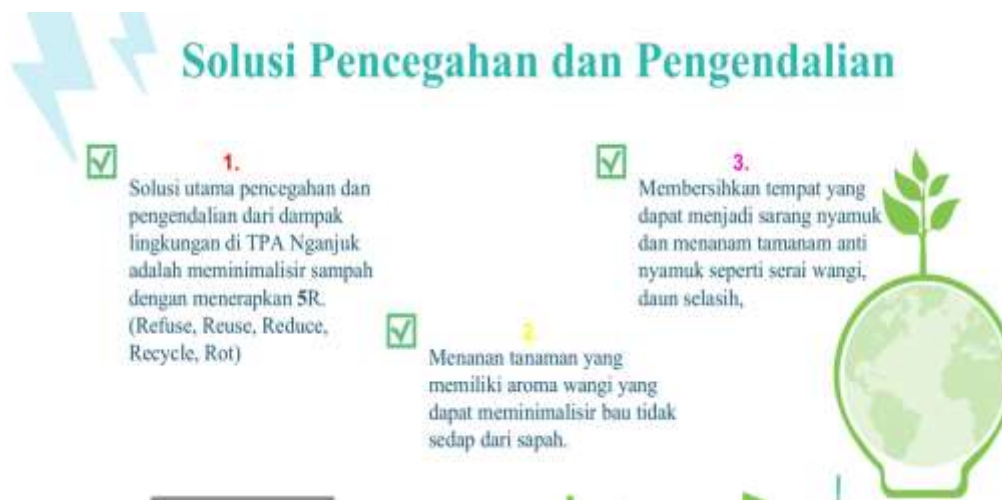 Solusi Pencegahan dan Pengendalian
1.
Solusi utama pencegahan dan
pengendalian dari dampak
lingkungan di TPA Nganjuk
adalah meminimalisir sampah
dengan menerapkan 5R.
(Refuse, Reuse, Reduce,
Recycle, Rot)
2.
Menanan tanaman yang
memiliki aroma wangi yang
dapat meminimalisir bau tidak
sedap dari sapah.
3.
Membersihkan tempat yang
dapat menjadi sarang nyamuk
dan menanam tamanam anti
nyamuk seperti serai wangi,
daun selasih,